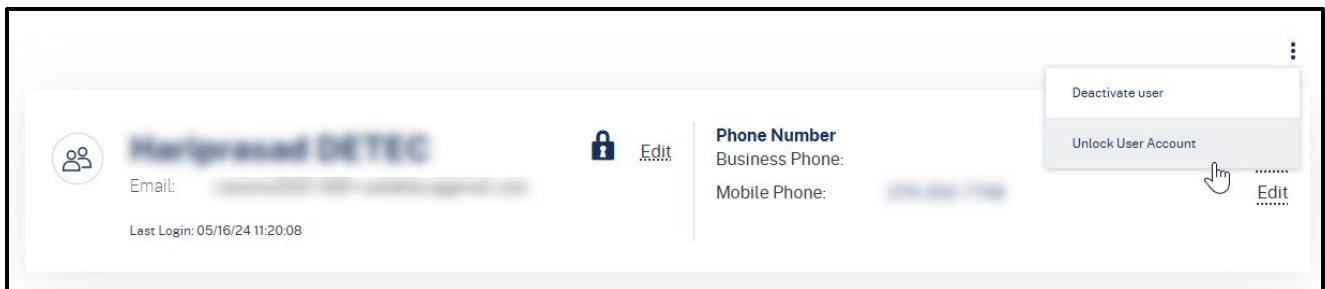 Deactivate user
Unlock User Account
Edit
Email:
Last Login: 05/16/24 11:20:08
Phone Number
Business Phone:
Mobile Phone:
Edit